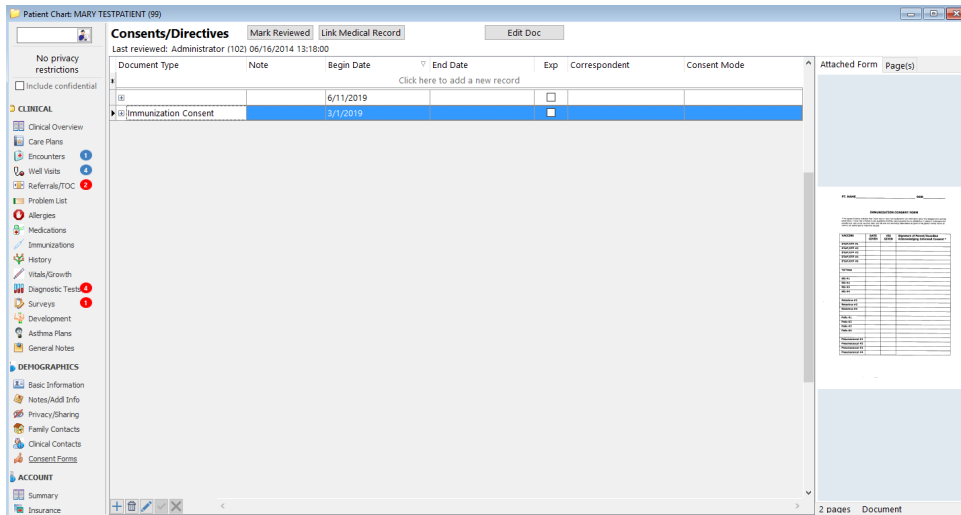 Patient Chart: MARY TESTPATIENT (99)
No privacy
restrictions
Include confidential
CLINICAL
Clinical Overview
Care Plans
Encounters 1
Well Visits 4
Referrals/TOC 2
Problem List
Allergies
Medications
Immunizations
History
Vitals/Growth
Diagnostic Tests 4
Surveys 1
Development
Asthma Plans
General Notes
DEMOGRAPHICS
Basic Information
Notes/Addl Info
Privacy/Sharing
Family Contacts
Clinical Contacts
Consent Forms
ACCOUNT
Summary
Insurance
Consents/Directives Mark Reviewed Link Medical Record Edit Doc
Last reviewed: Administrator (102) 06/16/2014 13:18:00
Document Type Note Begin Date End Date Exp Correspondent Consent Mode
Click here to add a new record
6/11/2019
Immunization Consent 3/1/2019
Attached Form Page(s)
IMMUNIZATION CONSENT FORM
2 pages Document